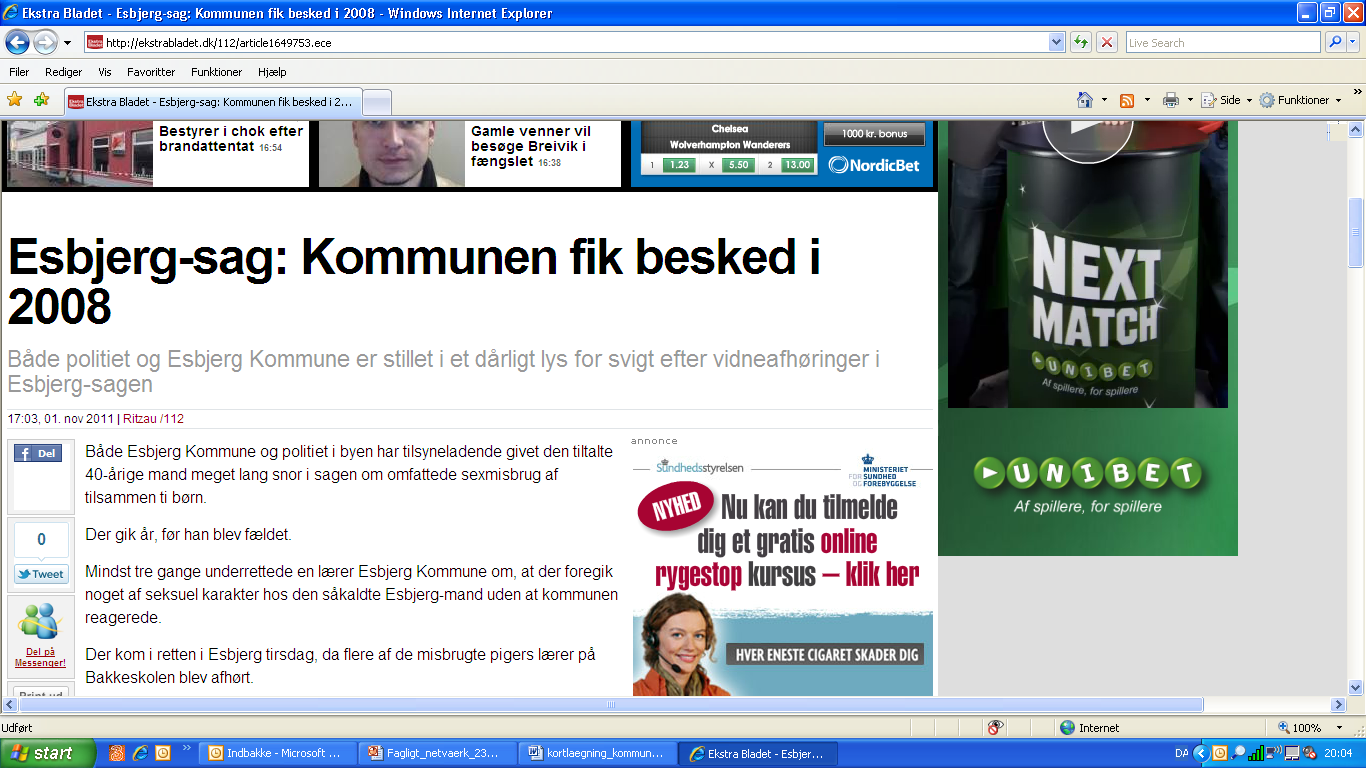 Ekstra Bladet - Esbjerg-sag: Kommunen fik besked i 2008 - Windows Internet Explorer
http://ekstrabladet.dk/112/article1649753.ece
Live Search
Filer Rediger Vis Favoritter Funktioner Hjælp
Ekstra Bladet - Esbjerg-sag: Kommunen fik besked i 2...
Side Funktioner
Bestyrer i chok efter
brandattentat 16:54
Gamle venner vil
besøge Breivik i
fængslet 16:38
Chelsea
Wolverhampton Wanderers
1 1.23 X 5.50 2 13.00
1000 kr. bonus
NordicBet
NEXT
MATCH
UNIBET
Af spillere, for spillere
UNIBET
Af spillere, for spillere
Esbjerg-sag: Kommunen fik besked i
2008
Både politiet og Esbjerg Kommune er stillet i et dårligt lys for svigt efter vidneafhøringer i
Esbjerg-sagen
17:03, 01. nov 2011 | Ritzau /112
Del
0
Tweet
Del på
Messenger!
Print ud
Både Esbjerg Kommune og politiet i byen har tilsyneladende givet den tiltalte
40-årige mand meget lang snor i sagen om omfattede sexmisbrug af
tilsammen ti børn.
Der gik år, før han blev fældet.
Mindst tre gange underrettede en lærer Esbjerg Kommune om, at der foregik
noget af seksuel karakter hos den såkaldte Esbjerg-mand uden at kommunen
reagerede.
Der kom i retten i Esbjerg tirsdag, da flere af de misbrugte pigers lærer på
Bakkeskolen blev afhørt.
annonce
Sundhedsstyrelsen
MINISTERIET
FOR SUNDHED
OG FOREBYGGELSE
NYHED
Nu kan du tilmelde
dig et gratis online
rygestop kursus – klik her
HVER ENESTE CIGARET SKADER DIG
Udført
Internet
100%
start
Indbakke - Microsoft ...
Fagligt_netvaerk_23...
kortlaegning_kommun...
Ekstra Bladet - Esbjer...
DA
20:04